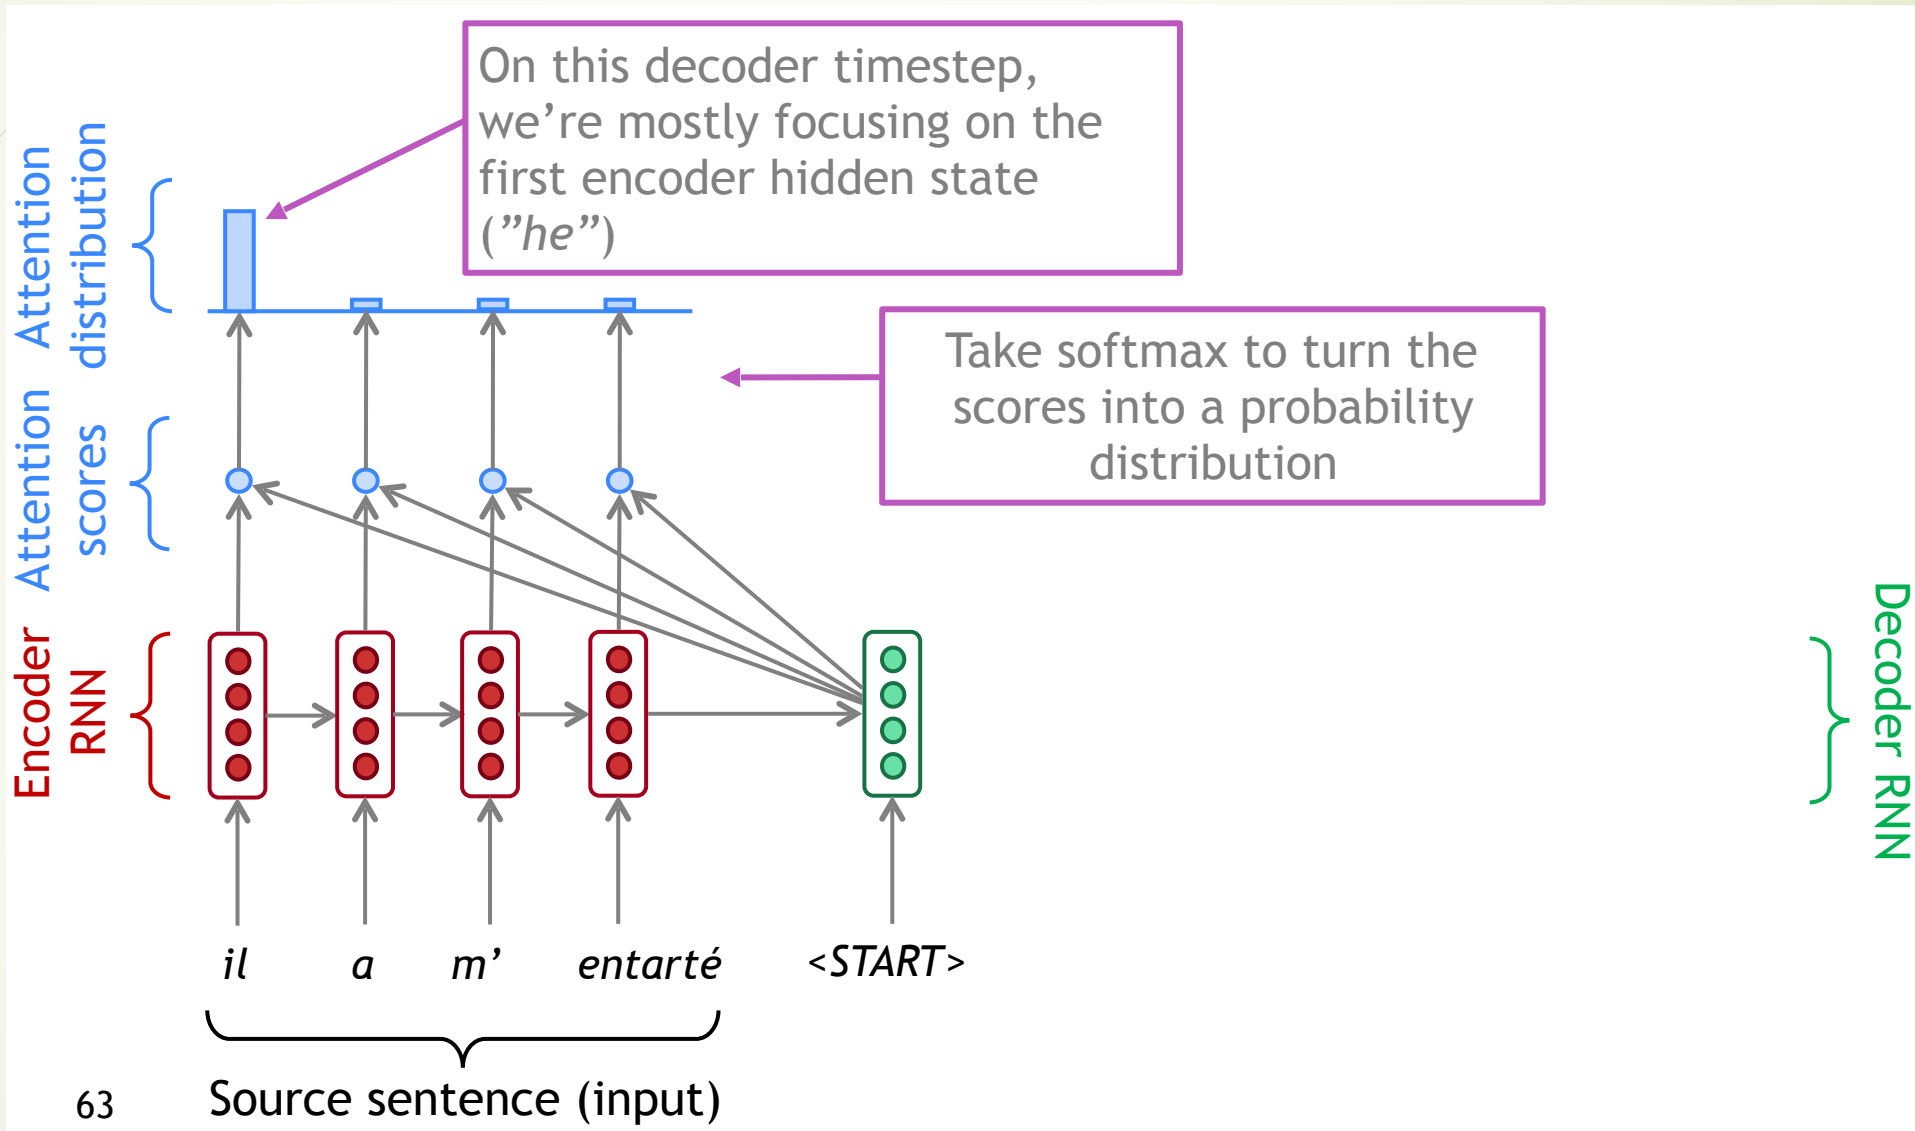 On this decoder timestep,
we’re mostly focusing on the
first encoder hidden state
(”he”)
Attention
distribution
Take softmax to turn the
scores into a probability
distribution
Attention
scores
Encoder
RNN
Decoder RNN
il a m’ entarté <START>
Source sentence (input)
63